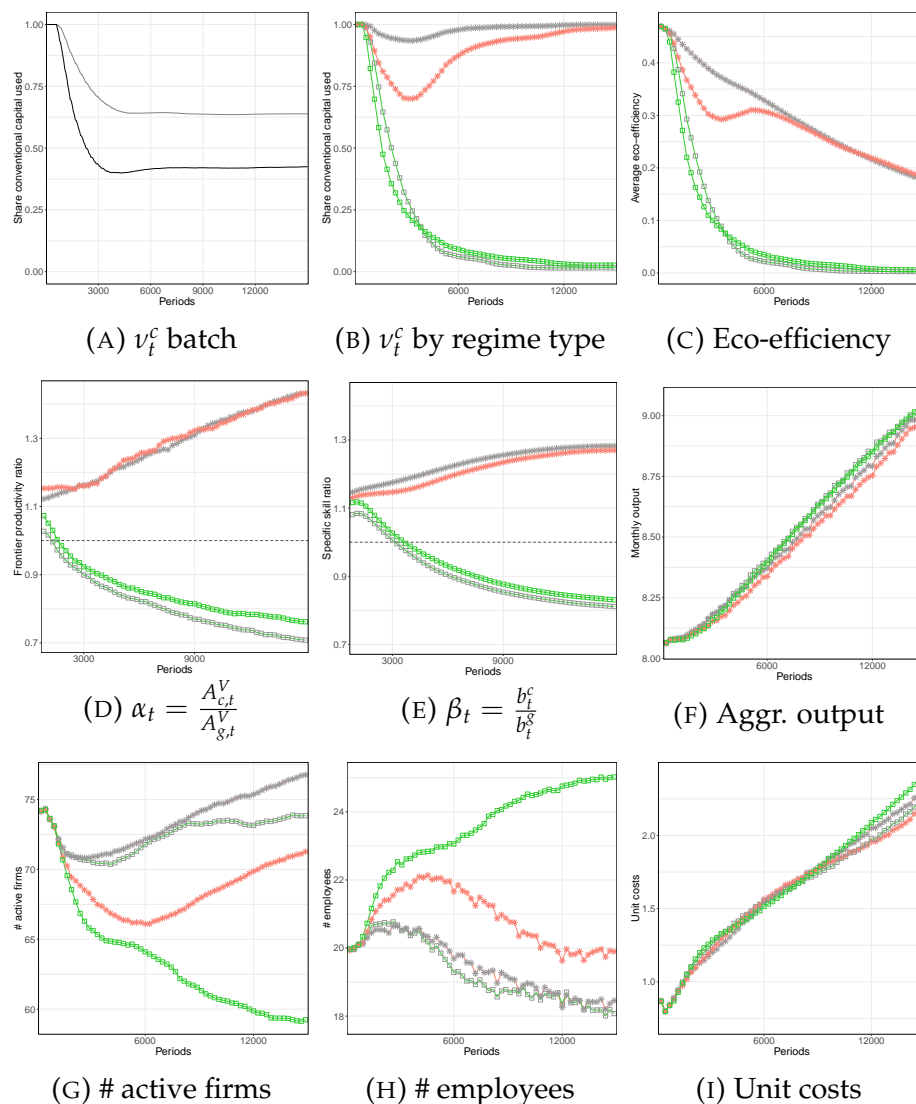 1.00
0.75
0.50
0.25
0.00
Share conventional capital used
3000 6000 9000 12000
Periods
(A) ν_t^c batch
1.00
0.75
0.50
0.25
0.00
Share conventional capital used
6000 12000
Periods
(B) ν_t^c by regime type
0.4
0.3
0.2
0.1
0.0
Average eco-efficiency
6000 12000
Periods
(C) Eco-efficiency
1.3
1.1
0.9
0.7
Frontier productivity ratio
3000 9000
Periods
(D) α_t = A_{c,t}^V / A_{g,t}^V
1.3
1.1
0.9
0.7
Specific skill ratio
3000 9000
Periods
(E) β_t = b_t^c / b_t^g
9.00
8.75
8.50
8.25
8.00
Monthly output
6000 12000
Periods
(F) Aggr. output
75
70
65
60
# active firms
6000 12000
Periods
(G) # active firms
24
22
20
18
# employees
6000 12000
Periods
(H) # employees
2.0
1.5
1.0
Unit costs
6000 12000
Periods
(I) Unit costs